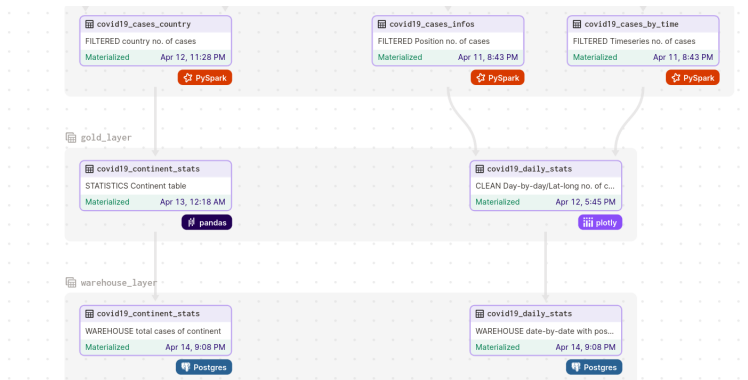 covid19_cases_country
FILTERED country no. of cases
Materialized Apr 12, 11:28 PM
PySpark
covid19_cases_infos
FILTERED Position no. of cases
Materialized Apr 11, 8:43 PM
PySpark
covid19_cases_by_time
FILTERED Timeseries no. of cases
Materialized Apr 11, 8:43 PM
PySpark
gold_layer
covid19_continent_stats
STATISTICS Continent table
Materialized Apr 13, 12:18 AM
pandas
covid19_daily_stats
CLEAN Day-by-day/Lat-long no. of c...
Materialized Apr 12, 5:45 PM
plotly
warehouse_layer
covid19_continent_stats
WAREHOUSE total cases of continent
Materialized Apr 14, 9:08 PM
Postgres
covid19_daily_stats
WAREHOUSE date-by-date with pos...
Materialized Apr 14, 9:08 PM
Postgres